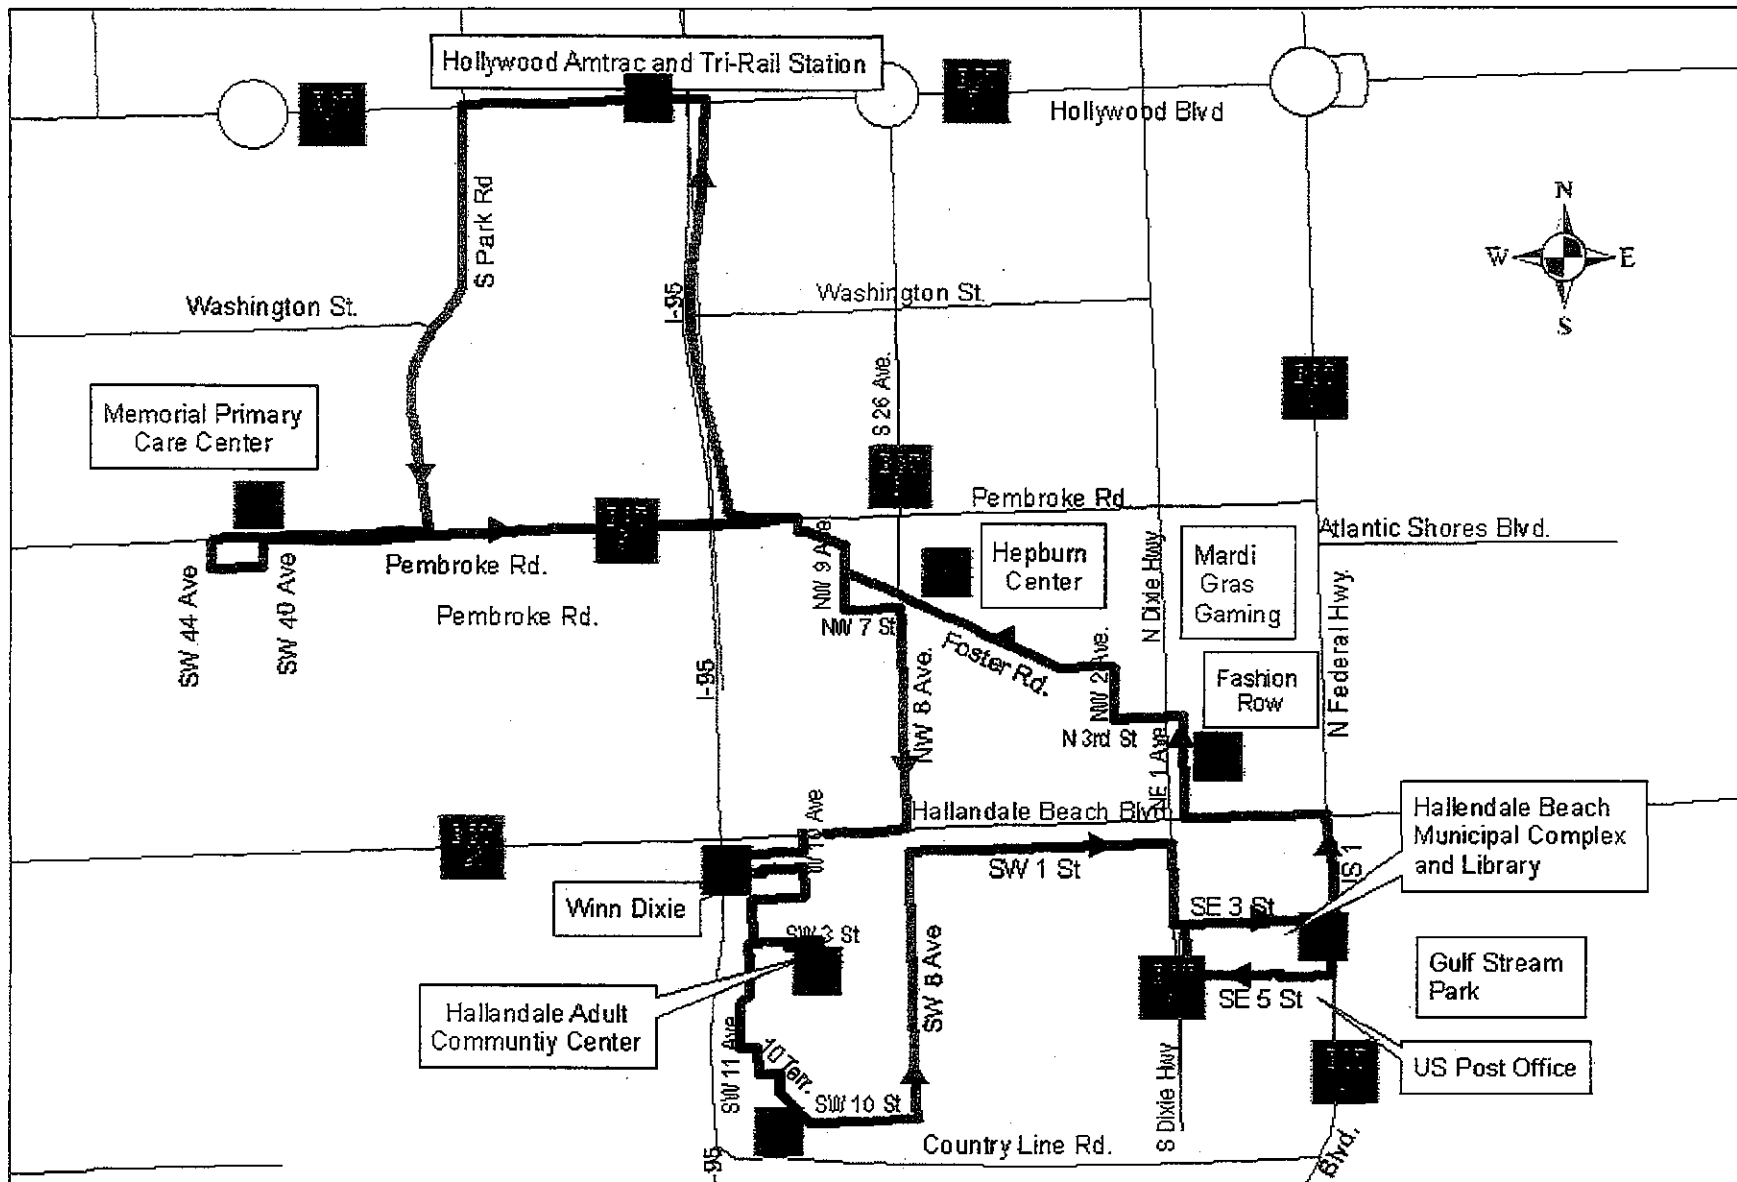 Hollywood Amtrac and Tri-Rail Station
Hollywood Blvd
S Park Rd
N
W E
S
Washington St.
I-95
Washington St.
S 26 Ave.
Memorial Primary
Care Center
Pembroke Rd
Atlantic Shores Blvd.
Pembroke Rd.
Pembroke Rd.
SW 44 Ave
SW 40 Ave
NW 9 Ave.
NW 7 St
Hepburn
Center
N Dixie Hwy
Mardi
Gras
Gaming
N Federal Hwy.
Foster Rd.
NW 2 Ave.
I-95
NW 8 Ave.
Fashion
Row
N 3rd St
NE 1 Ave
Hallandale Beach Blvd
Hallendale Beach
Municipal Complex
and Library
SW 1 St
Winn Dixie
SW 3 St
SE 3 St
SW 8 Ave
Gulf Stream
Park
SE 5 St
Hallandale Adult
Communtiy Center
SW 11 Ave
10 Terr.
SW 10 St
S Dixie Hwy
US Post Office
Country Line Rd.
Blvd.